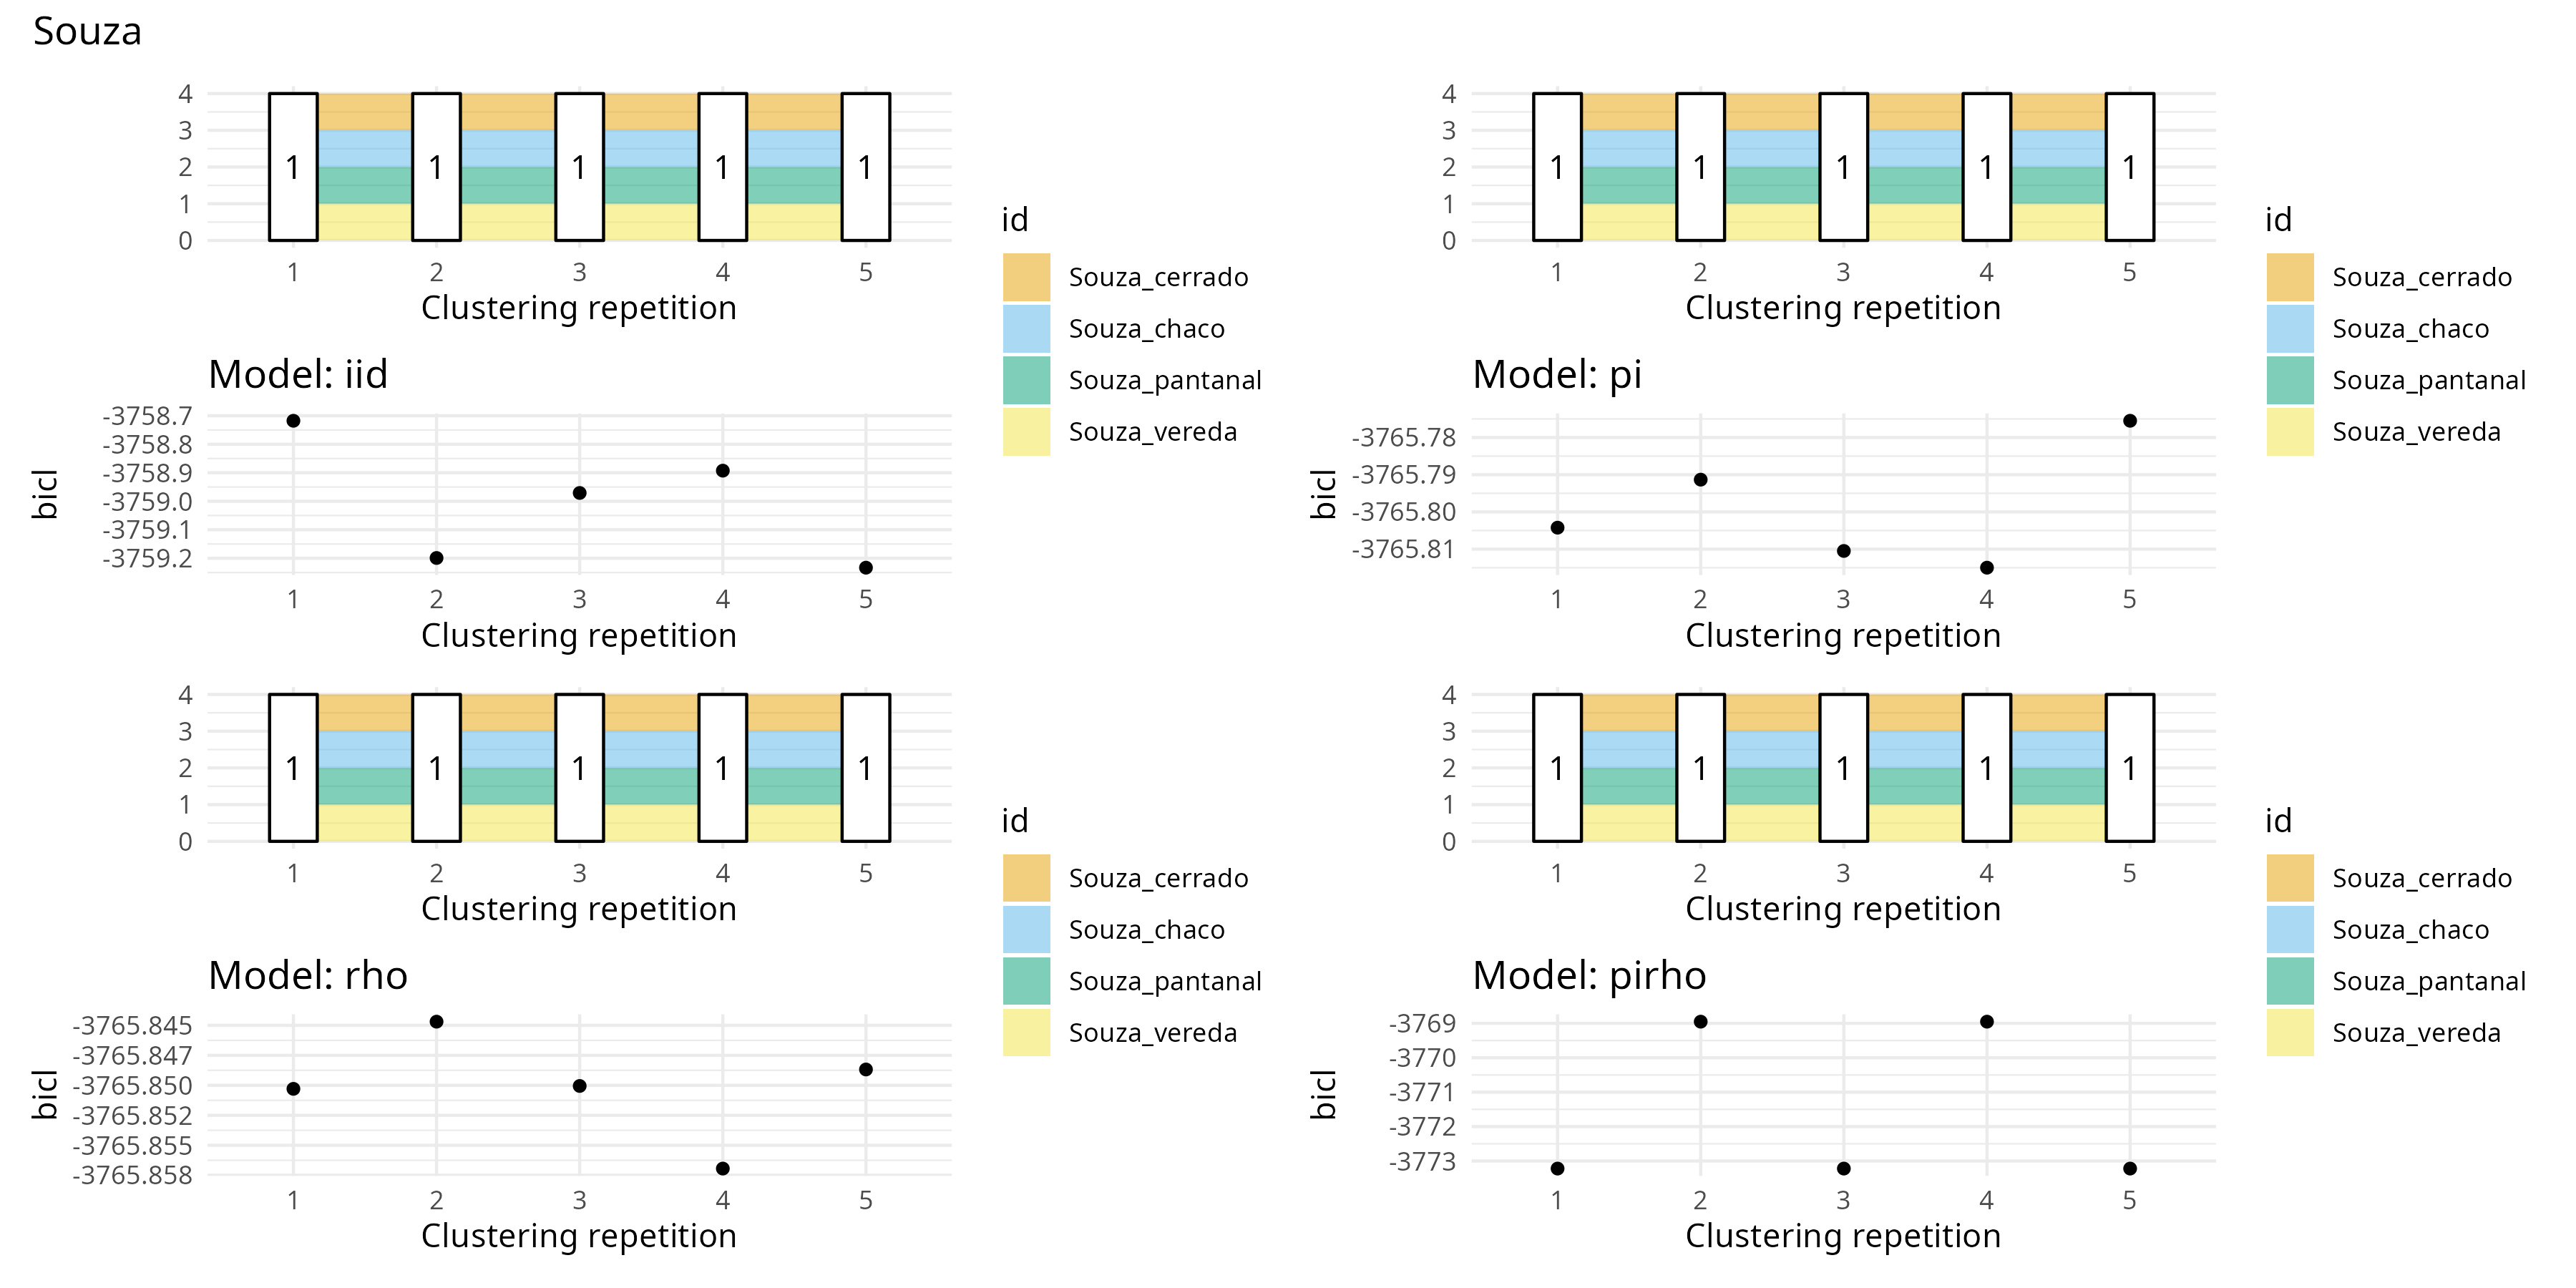 Souza
4
3
2
1
0
1 1 1 1 1
1 2 3 4 5
Clustering repetition
id
Souza_cerrado
Souza_chaco
Souza_pantanal
Souza_vereda
Model: iid
bicl
-3758.7
-3758.8
-3758.9
-3759.0
-3759.1
-3759.2
1 2 3 4 5
Clustering repetition
4
3
2
1
0
1 1 1 1 1
1 2 3 4 5
Clustering repetition
id
Souza_cerrado
Souza_chaco
Souza_pantanal
Souza_vereda
Model: pi
bicl
-3765.78
-3765.79
-3765.80
-3765.81
1 2 3 4 5
Clustering repetition
4
3
2
1
0
1 1 1 1 1
1 2 3 4 5
Clustering repetition
id
Souza_cerrado
Souza_chaco
Souza_pantanal
Souza_vereda
Model: rho
bicl
-3765.845
-3765.847
-3765.850
-3765.852
-3765.855
-3765.858
1 2 3 4 5
Clustering repetition
4
3
2
1
0
1 1 1 1 1
1 2 3 4 5
Clustering repetition
id
Souza_cerrado
Souza_chaco
Souza_pantanal
Souza_vereda
Model: pirho
bicl
-3769
-3770
-3771
-3772
-3773
1 2 3 4 5
Clustering repetition